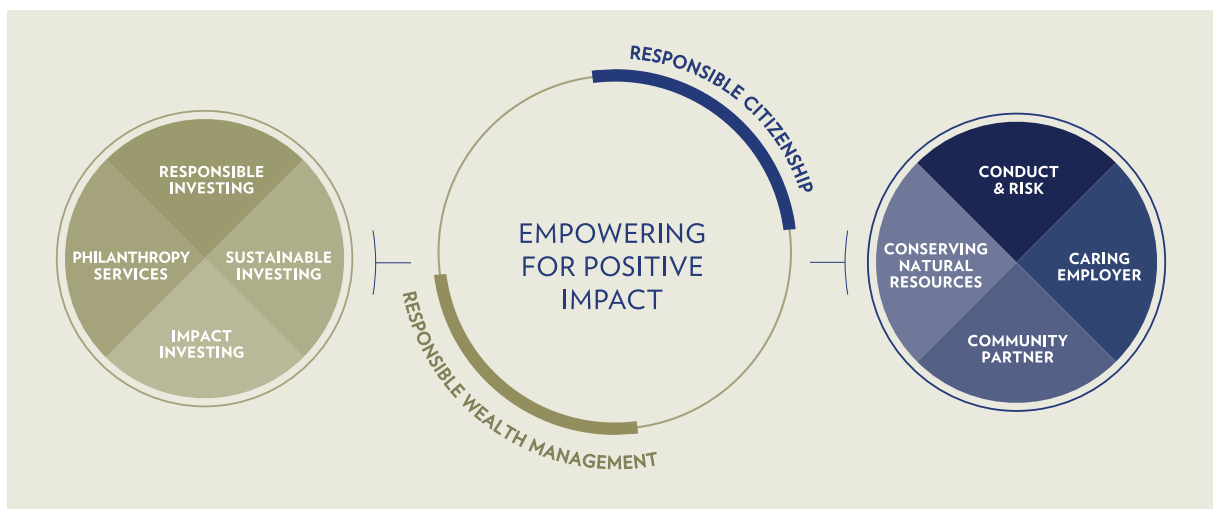 RESPONSIBLE
INVESTING
PHILANTHROPY
SERVICES
SUSTAINABLE
INVESTING
IMPACT
INVESTING
RESPONSIBLE CITIZENSHIP
EMPOWERING
FOR POSITIVE
IMPACT
RESPONSIBLE WEALTH MANAGEMENT
CONDUCT
& RISK
CONSERVING
NATURAL
RESOURCES
CARING
EMPLOYER
COMMUNITY
PARTNER